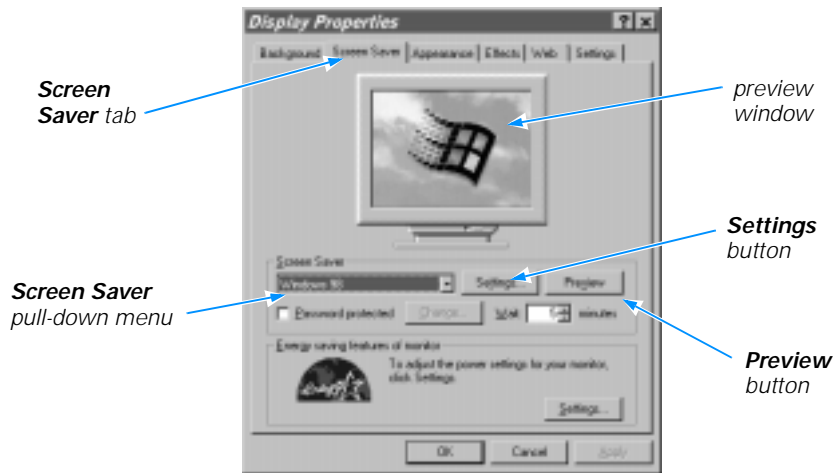 Display Properties
Background Screen Saver Appearance Effects Web Settings
Screen
Saver tab
preview
window
Settings
button
Screen Saver
Windows 98 Settings... Preview
Screen Saver
pull-down menu
Password protected Change... Wait 5 minutes
Energy saving features of monitor
To adjust the power settings for your monitor,
click Settings.
Preview
button
Settings...
OK Cancel Apply